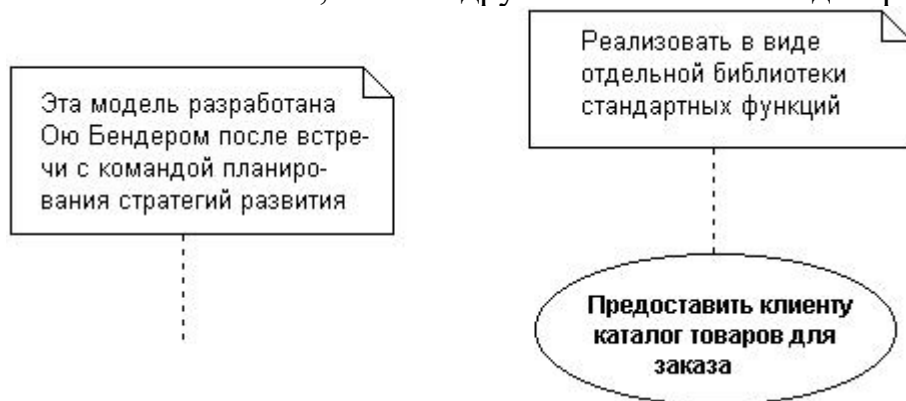 Эта модель разработана
Ою Бендером после встре-
чи с командой планиро-
вания стратегий развития
Реализовать в виде
отдельной библиотеки
стандартных функций
Предоставить клиенту
каталог товаров для
заказа